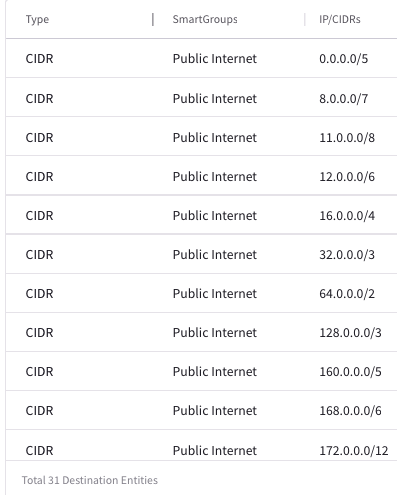 Type SmartGroups IP/CIDRs
CIDR Public Internet 0.0.0.0/5
CIDR Public Internet 8.0.0.0/7
CIDR Public Internet 11.0.0.0/8
CIDR Public Internet 12.0.0.0/6
CIDR Public Internet 16.0.0.0/4
CIDR Public Internet 32.0.0.0/3
CIDR Public Internet 64.0.0.0/2
CIDR Public Internet 128.0.0.0/3
CIDR Public Internet 160.0.0.0/5
CIDR Public Internet 168.0.0.0/6
CIDR Public Internet 172.0.0.0/12
Total 31 Destination Entities